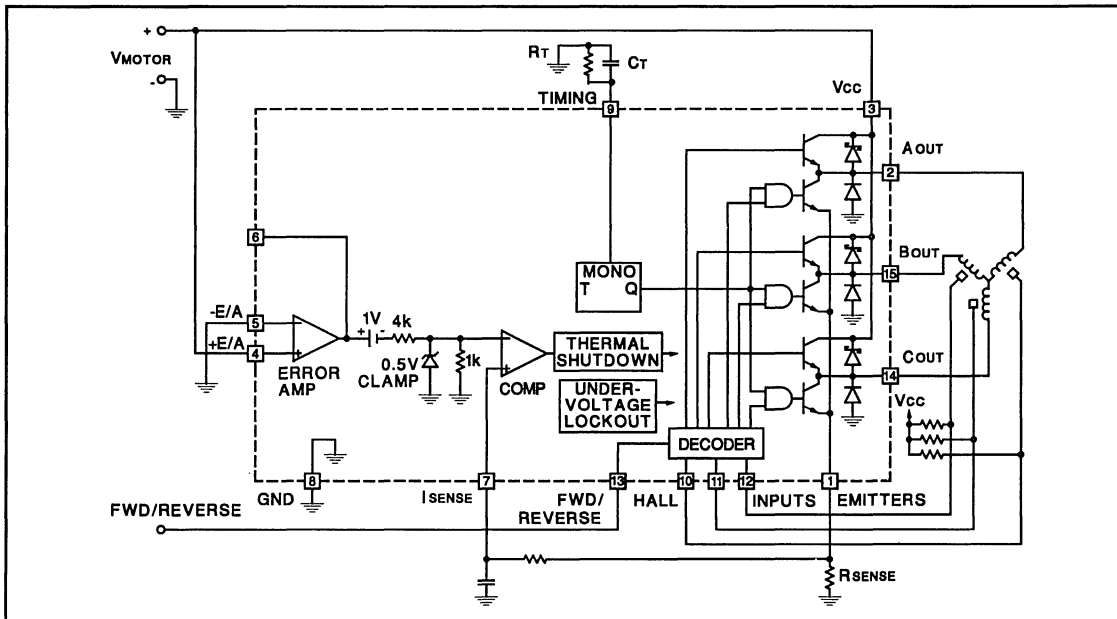 +
VMOTOR
-
RT
CT
TIMING
9
VCC
3
A OUT
2
6
MONO
T Q
BOUT
15
-E/A
5
+E/A
4
ERROR
AMP
1V
+ -
4k
0.5V
CLAMP
1k
COMP
THERMAL
SHUTDOWN
UNDER-
VOLTAGE
LOCKOUT
COUT
14
VCC
DECODER
GND
8
I SENSE
7
13
FWD/
REVERSE
HALL
10
11
12
INPUTS
1
EMITTERS
FWD/REVERSE
RSENSE